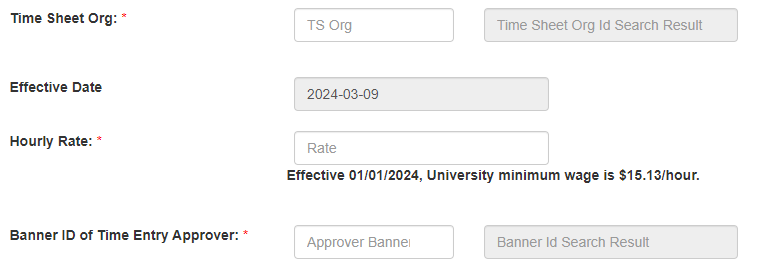 Time Sheet Org: * TS Org Time Sheet Org Id Search Result
Effective Date 2024-03-09
Hourly Rate: * Rate
Effective 01/01/2024, University minimum wage is $15.13/hour.
Banner ID of Time Entry Approver: * Approver Banner Banner Id Search Result